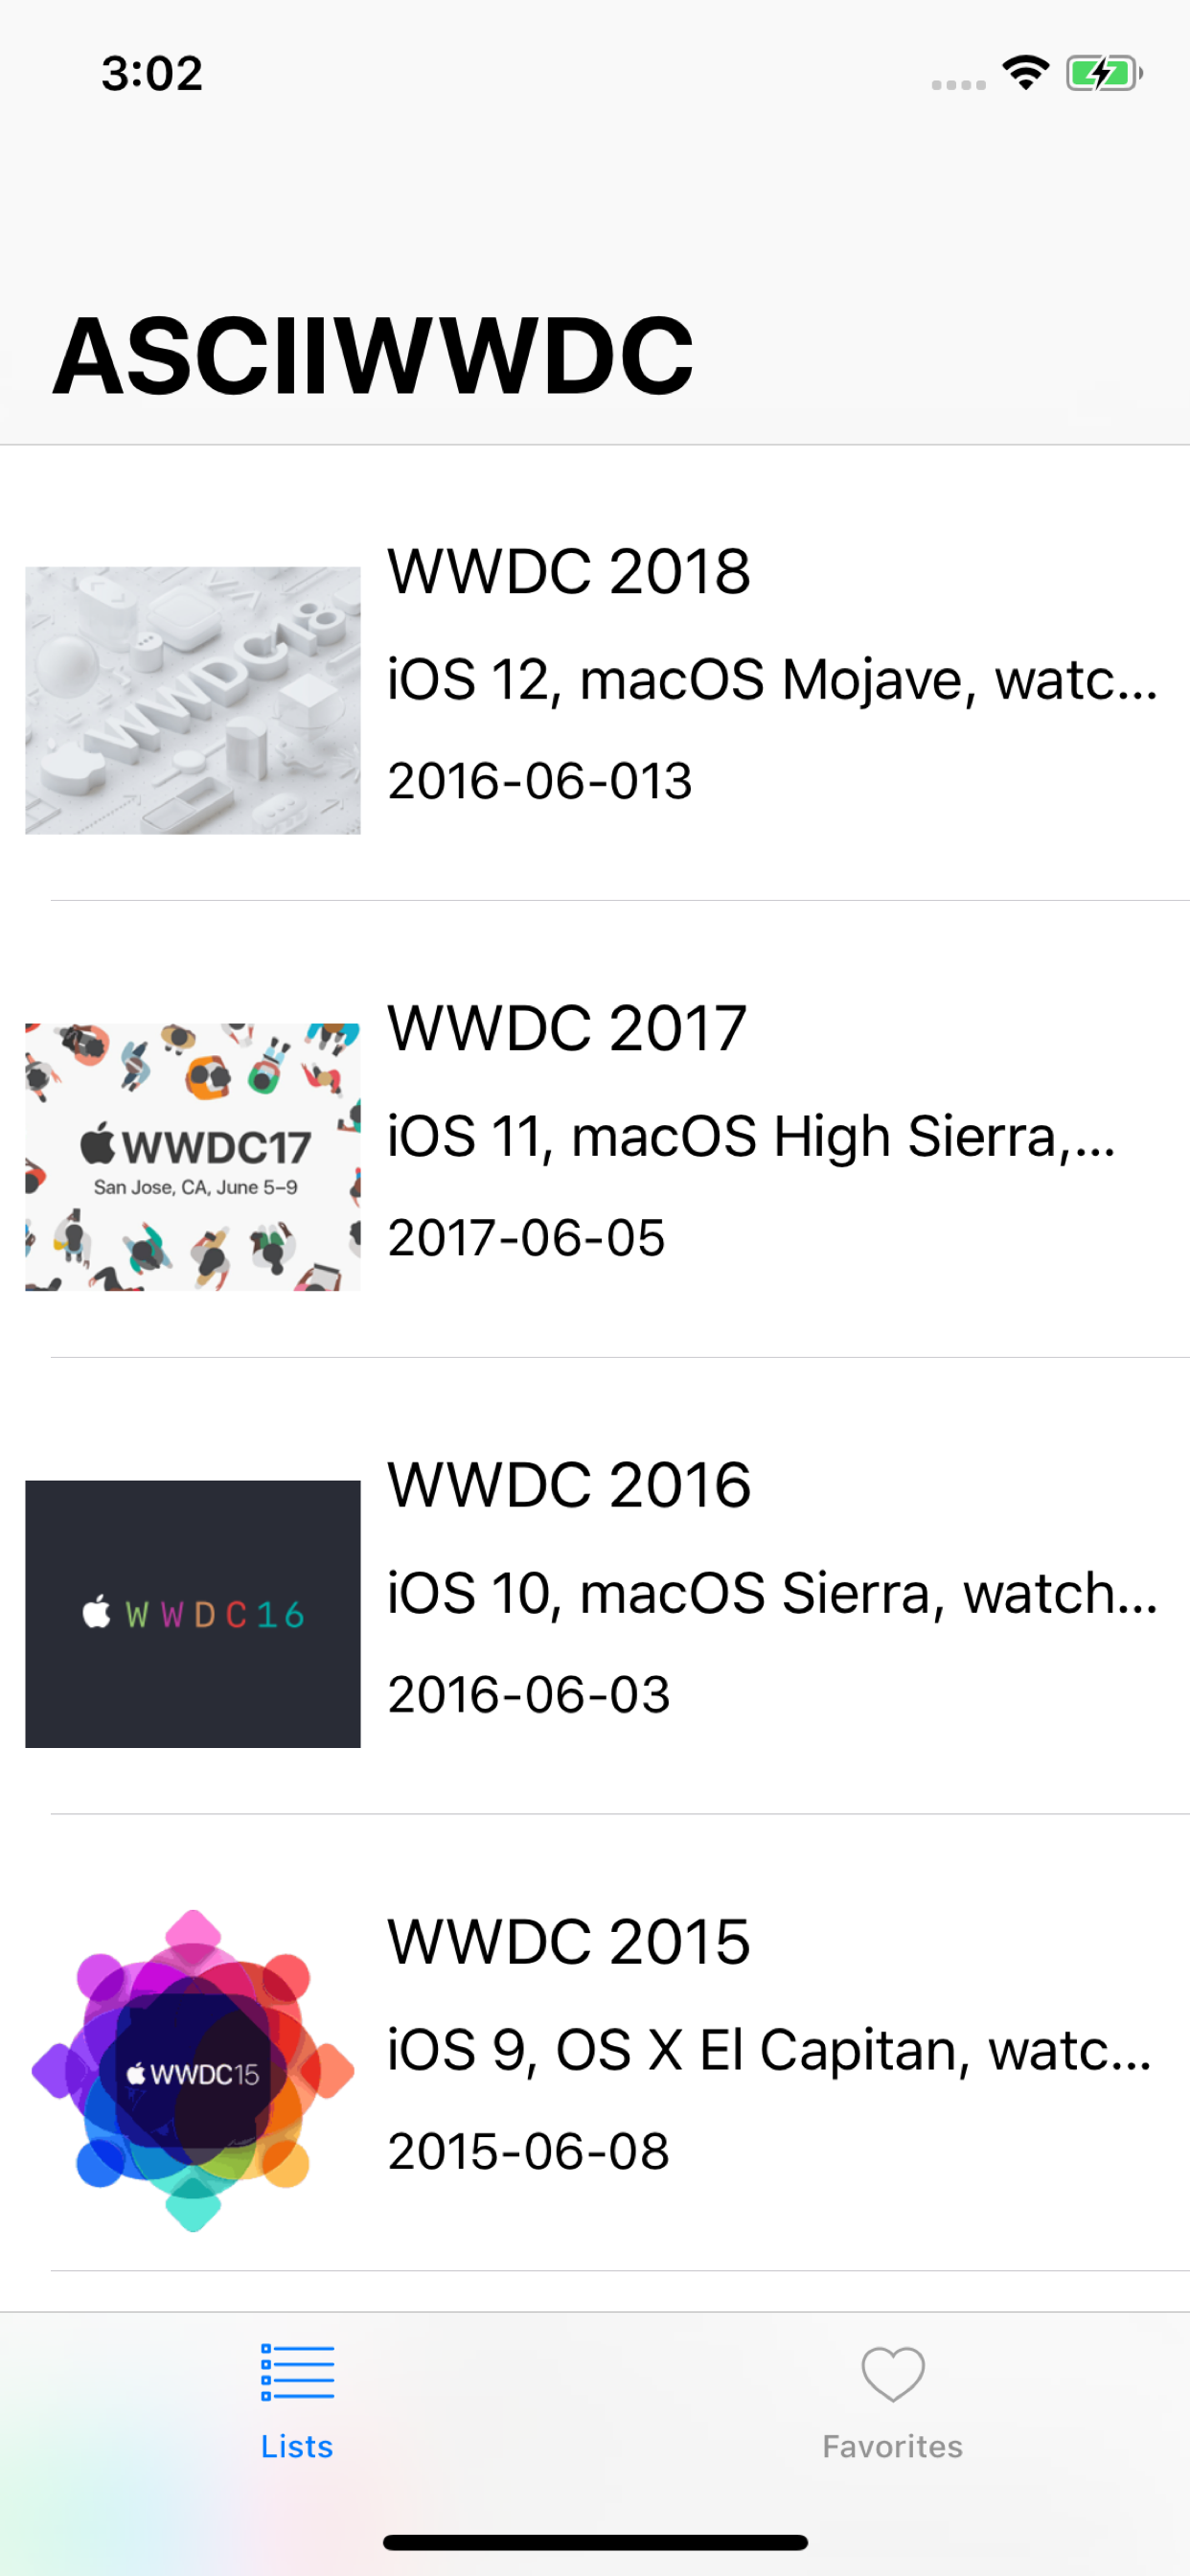 3:02
ASCIIWWDC
WWDC18
WWDC 2018
iOS 12, macOS Mojave, watc...
2016-06-013
WWDC17
San Jose, CA, June 5–9
WWDC 2017
iOS 11, macOS High Sierra,...
2017-06-05
WWDC16
WWDC 2016
iOS 10, macOS Sierra, watch...
2016-06-03
WWDC15
WWDC 2015
iOS 9, OS X El Capitan, watc...
2015-06-08
Lists
Favorites